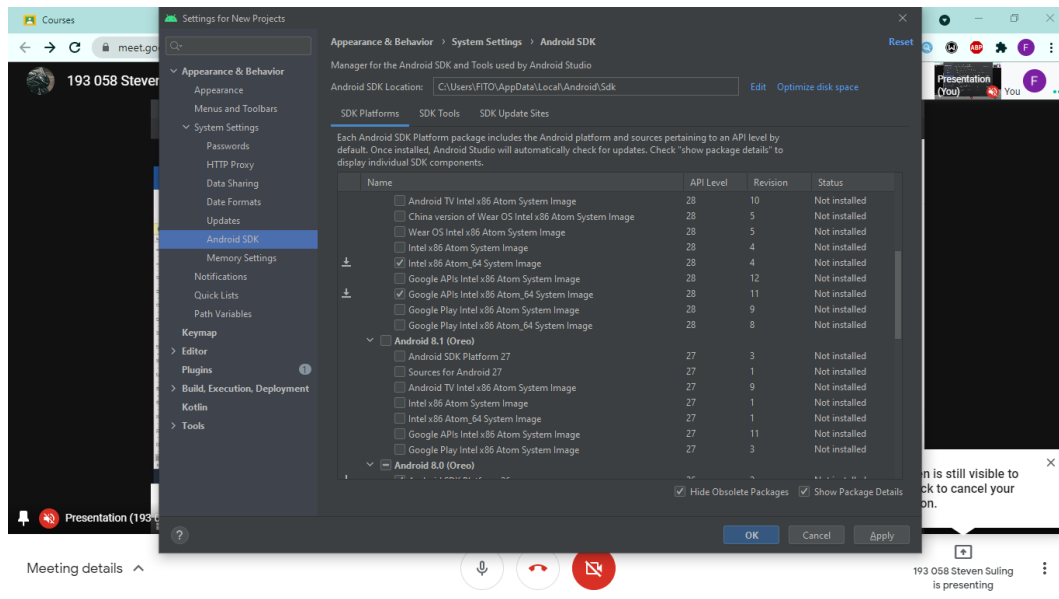 Courses
meet.go
193 058 Steven
Presentation
(You)
You
F
Settings for New Projects
Appearance & Behavior
Appearance
Menus and Toolbars
System Settings
Passwords
HTTP Proxy
Data Sharing
Date Formats
Updates
Android SDK
Memory Settings
Notifications
Quick Lists
Path Variables
Keymap
Editor
Plugins 1
Build, Execution, Deployment
Kotlin
Tools
Appearance & Behavior > System Settings > Android SDK Reset
Manager for the Android SDK and Tools used by Android Studio
Android SDK Location: C:\Users\FITO\AppData\Local\Android\Sdk Edit Optimize disk space
SDK Platforms SDK Tools SDK Update Sites
Each Android SDK Platform package includes the Android platform and sources pertaining to an API level by
default. Once installed, Android Studio will automatically check for updates. Check "show package details" to
display individual SDK components.
Name API Level Revision Status
Android TV Intel x86 Atom System Image 28 10 Not installed
China version of Wear OS Intel x86 Atom System Image 28 5 Not installed
Wear OS Intel x86 Atom System Image 28 5 Not installed
Intel x86 Atom System Image 28 4 Not installed
Intel x86 Atom_64 System Image 28 4 Not installed
Google APIs Intel x86 Atom System Image 28 12 Not installed
Google APIs Intel x86 Atom_64 System Image 28 11 Not installed
Google Play Intel x86 Atom System Image 28 9 Not installed
Google Play Intel x86 Atom_64 System Image 28 8 Not installed
Android 8.1 (Oreo)
Android SDK Platform 27 27 3 Not installed
Sources for Android 27 27 1 Not installed
Android TV Intel x86 Atom System Image 27 9 Not installed
Intel x86 Atom System Image 27 1 Not installed
Intel x86 Atom_64 System Image 27 1 Not installed
Google APIs Intel x86 Atom System Image 27 11 Not installed
Google Play Intel x86 Atom System Image 27 3 Not installed
Android 8.0 (Oreo)
Hide Obsolete Packages Show Package Details
? OK Cancel Apply
n is still visible to
ck to cancel your
on.
Presentation (193
Meeting details
193 058 Steven Suling
is presenting